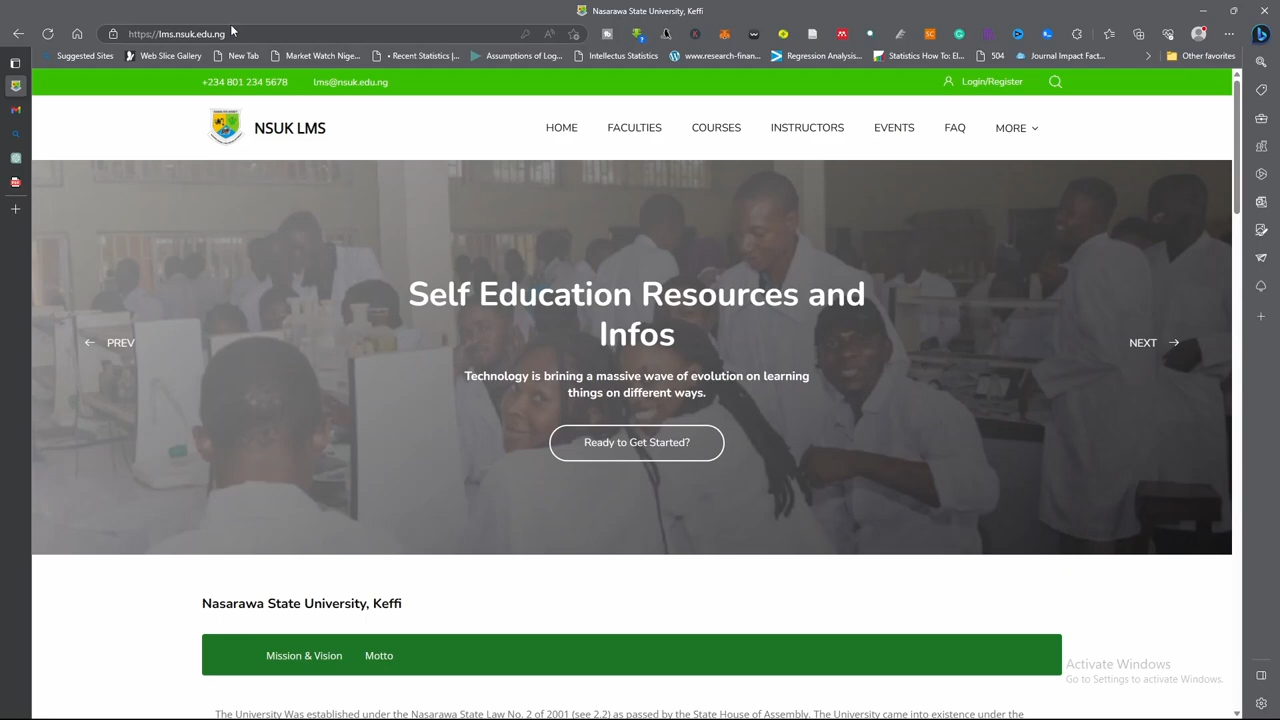 Nasarawa State University, Keffi
https://lms.nsuk.edu.ng
Suggested Sites
Web Slice Gallery
New Tab
Market Watch Nige...
• Recent Statistics |...
Assumptions of Log...
Intellectus Statistics
www.research-finan...
Regression Analysis...
Statistics How To: El...
504
Journal Impact Fact...
Other favorites
+234 801 234 5678
lms@nsuk.edu.ng
Login/Register
NSUK LMS
HOME
FACULTIES
COURSES
INSTRUCTORS
EVENTS
FAQ
MORE
Self Education Resources and
Infos
PREV
NEXT
Technology is brining a massive wave of evolution on learning
things on different ways.
Ready to Get Started?
Nasarawa State University, Keffi
Mission & Vision
Motto
Activate Windows
Go to Settings to activate Windows.
The University Was established under the Nasarawa State Law No. 2 of 2001 (see 2.2) as passed by the State House of Assembly. The University came into existence under the